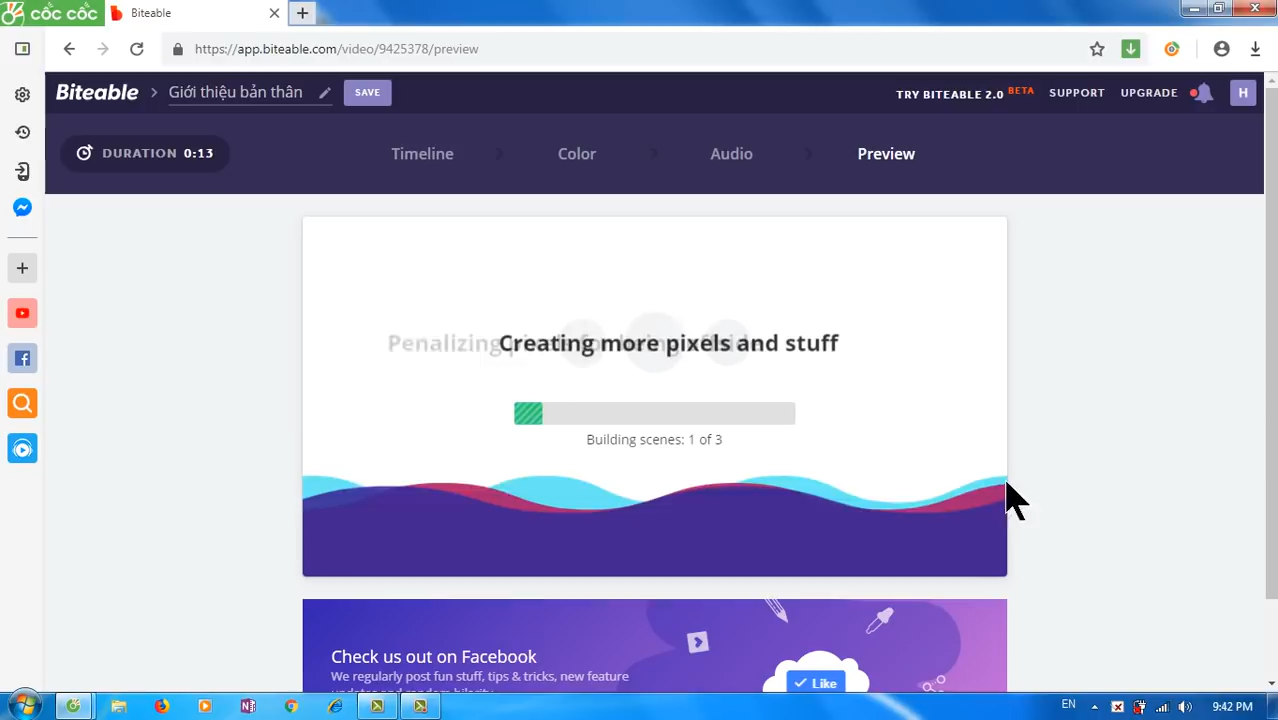 cốc cốc
Biteable
https://app.biteable.com/video/9425378/preview
Biteable
Giới thiệu bản thân
SAVE
TRY BITEABLE 2.0 BETA
SUPPORT
UPGRADE
H
DURATION 0:13
Timeline
Color
Audio
Preview
Penalizing
Creating more pixels and stuff
Building scenes: 1 of 3
Check us out on Facebook
We regularly post fun stuff, tips & tricks, new feature
Like
EN
9:42 PM